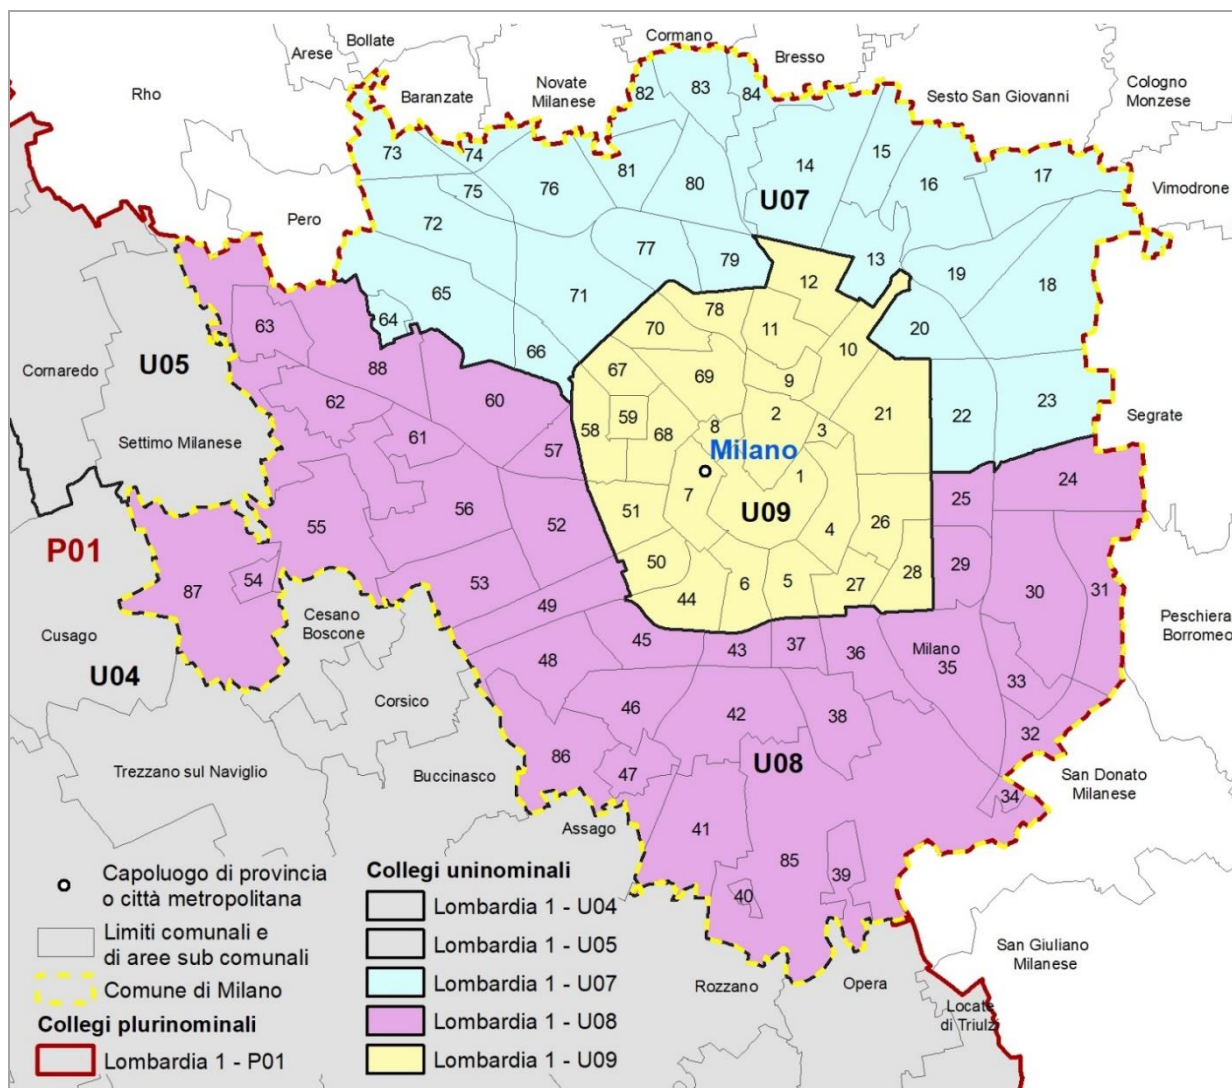 Cormano
Bollate
Arese
Bresso
Cologno
Monzese
Rho
Baranzate
Novate
Milanese
Sesto San Giovanni
82
83
84
73
74
14
15
81
16
17
76
75
80
Vimodrone
U07
Pero
72
77
79
13
19
18
12
65
71
78
63
64
70
11
20
10
U05
66
Cornaredo
88
67
69
9
60
59
2
21
22
23
62
58
68
8
3
Segrate
Settimo Milanese
61
57
Milano
7
1
24
25
56
52
51
U09
55
4
26
P01
50
29
30
31
87
54
53
6
5
27
28
44
49
Cesano
Boscone
Peschiera
Borromeo
Cusago
45
43
37
36
Milano
35
48
U04
33
Corsico
46
42
38
32
86
U08
Trezzano sul Naviglio
Buccinasco
47
San Donato
Milanese
34
Assago
41
85
39
40
Capoluogo di provincia
o città metropolitana
Limiti comunali e
di aree sub comunali
Comune di Milano
Collegi plurinominali
Lombardia 1 - P01
Collegi uninominali
Lombardia 1 - U04
Lombardia 1 - U05
Lombardia 1 - U07
Lombardia 1 - U08
Lombardia 1 - U09
San Giuliano
Milanese
Rozzano
Opera
Locate
di Triulzi